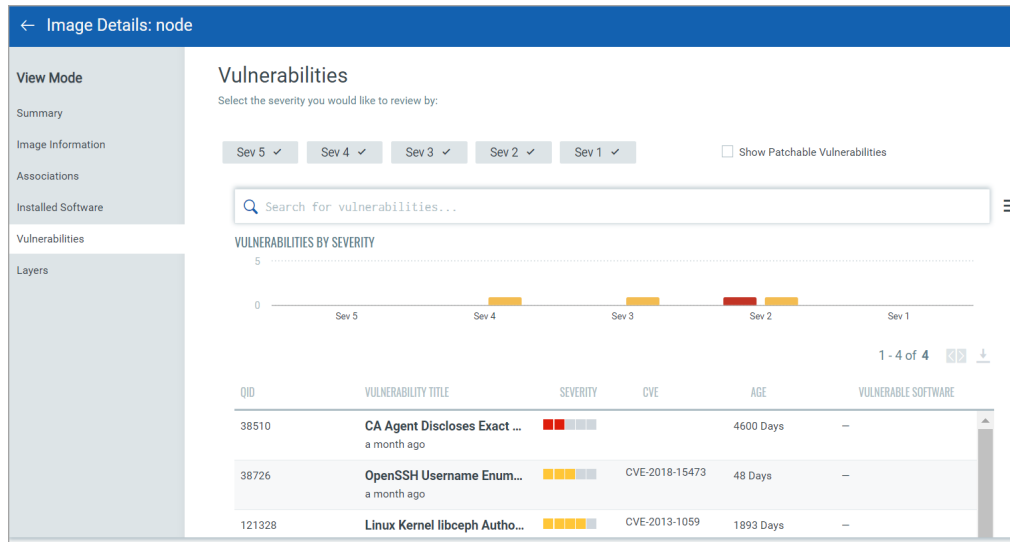 ← Image Details: node
View Mode
Summary
Image Information
Associations
Installed Software
Vulnerabilities
Layers
Vulnerabilities
Select the severity you would like to review by:
Sev 5 Sev 4 Sev 3 Sev 2 Sev 1 Show Patchable Vulnerabilities
Search for vulnerabilities...
VULNERABILITIES BY SEVERITY
5
0
Sev 5 Sev 4 Sev 3 Sev 2 Sev 1
1 - 4 of 4
QID VULNERABILITY TITLE SEVERITY CVE AGE VULNERABLE SOFTWARE
38510 CA Agent Discloses Exact ... 4600 Days –
a month ago
38726 OpenSSH Username Enum... CVE-2018-15473 48 Days –
a month ago
121328 Linux Kernel libceph Autho... CVE-2013-1059 1893 Days –